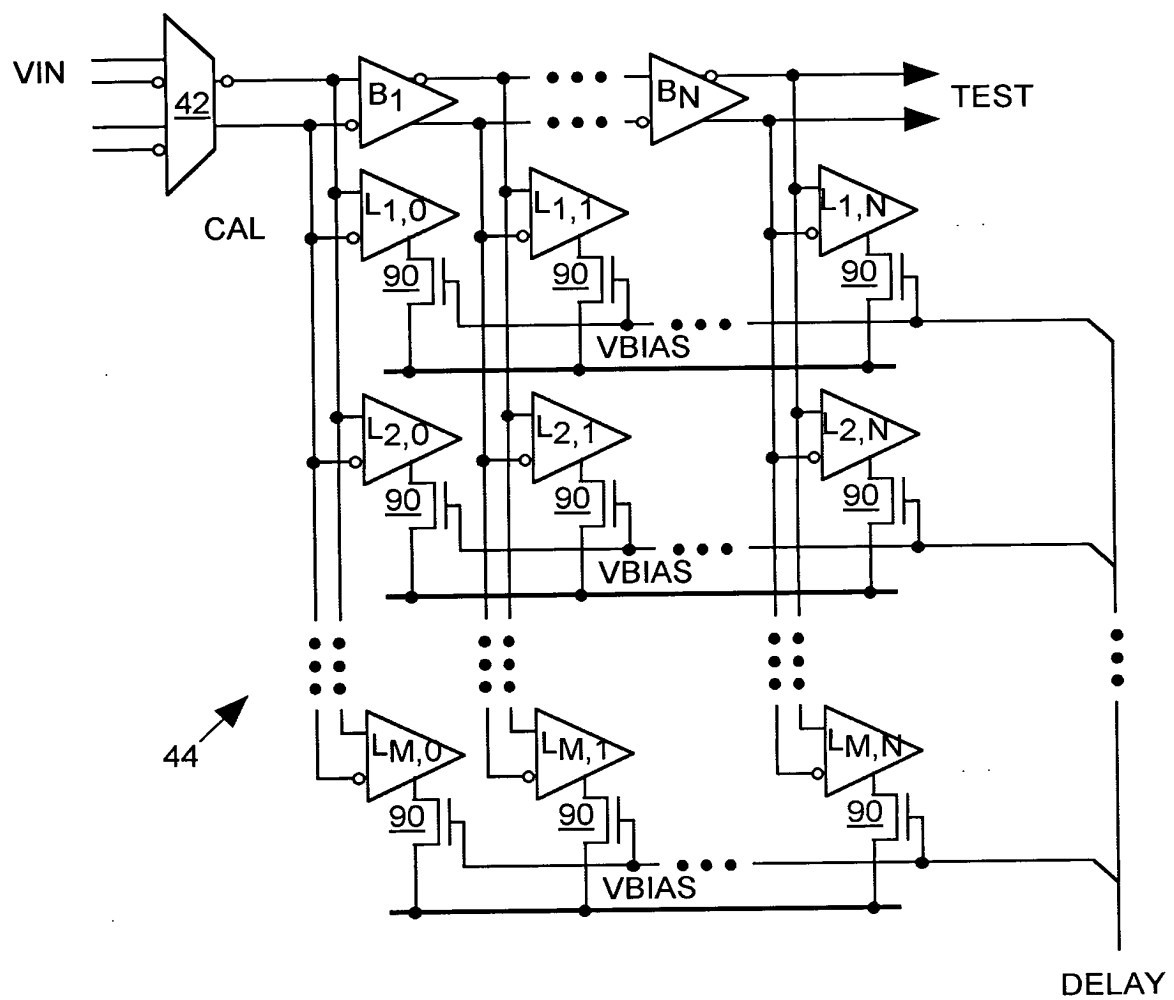 VIN
42
B1
BN
TEST
CAL
L1,0
L1,1
L1,N
90
90
90
VBIAS
L2,0
L2,1
L2,N
90
90
90
VBIAS
44
LM,0
LM,1
LM,N
90
90
90
VBIAS
DELAY